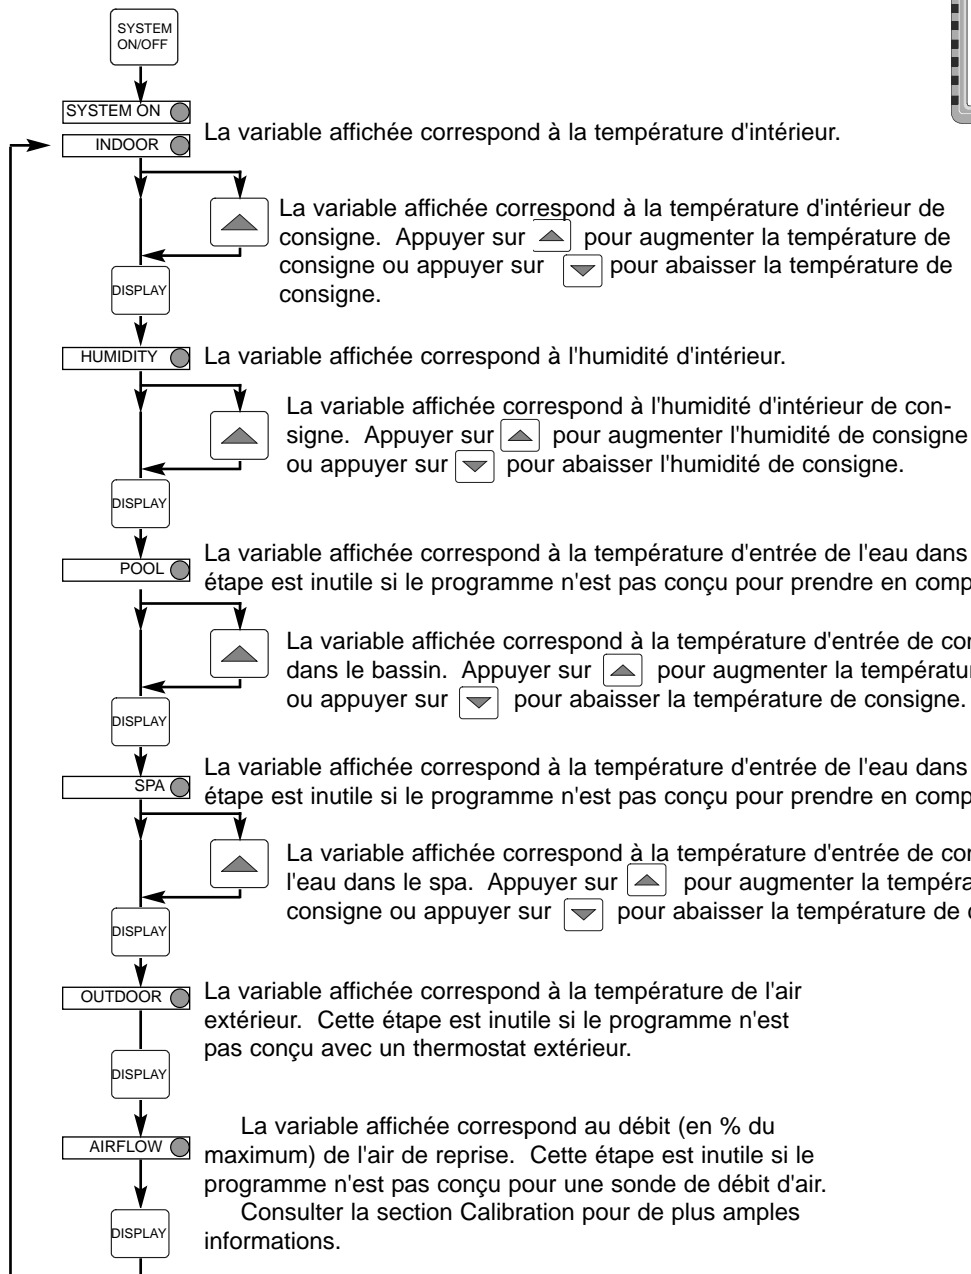 SYSTEM
ON/OFF
SYSTEM ON
INDOOR
La variable affichée correspond à la température d'intérieur.
La variable affichée correspond à la température d'intérieur de
consigne. Appuyer sur pour augmenter la température de
consigne ou appuyer sur pour abaisser la température de
consigne.
DISPLAY
HUMIDITY
La variable affichée correspond à l'humidité d'intérieur.
La variable affichée correspond à l'humidité d'intérieur de con-
signe. Appuyer sur pour augmenter l'humidité de consigne
ou appuyer sur pour abaisser l'humidité de consigne.
DISPLAY
POOL
La variable affichée correspond à la température d'entrée de l'eau dans
étape est inutile si le programme n'est pas conçu pour prendre en
La variable affichée correspond à la température d'entrée de
dans le bassin. Appuyer sur pour augmenter la
ou appuyer sur pour abaisser la température de consigne.
DISPLAY
SPA
La variable affichée correspond à la température d'entrée de l'eau dans
étape est inutile si le programme n'est pas conçu pour prendre en
La variable affichée correspond à la température d'entrée de
l'eau dans le spa. Appuyer sur pour augmenter la
consigne ou appuyer sur pour abaisser la température de
DISPLAY
OUTDOOR
La variable affichée correspond à la température de l'air
extérieur. Cette étape est inutile si le programme n'est
pas conçu avec un thermostat extérieur.
DISPLAY
AIRFLOW
La variable affichée correspond au débit (en % du
maximum) de l'air de reprise. Cette étape est inutile si le
programme n'est pas conçu pour une sonde de débit d'air.
Consulter la section Calibration pour de plus amples
informations.
DISPLAY